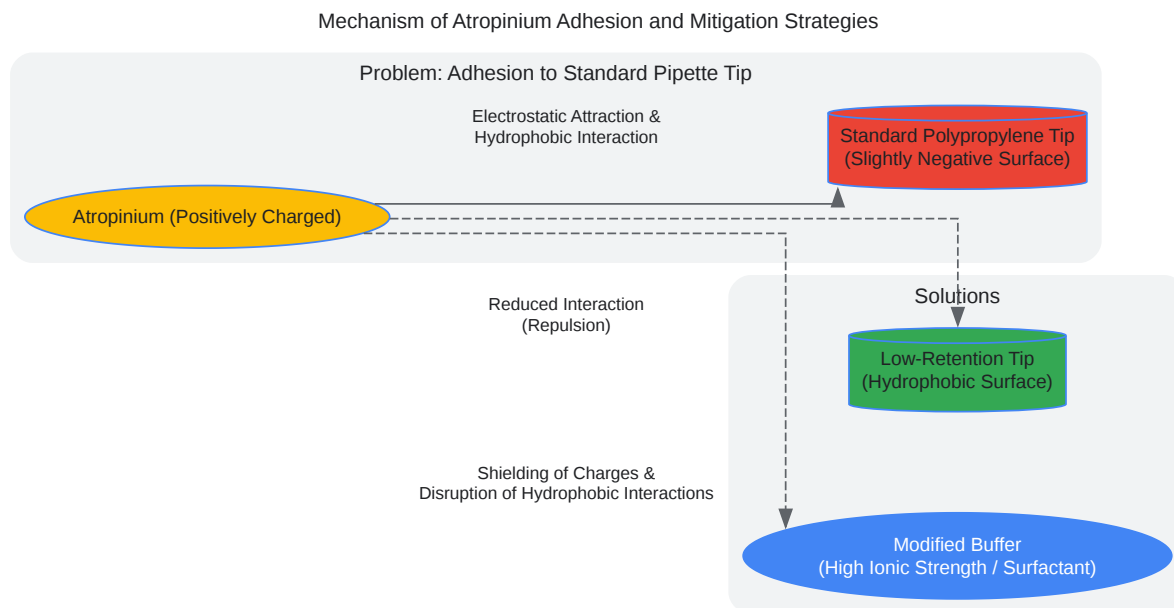 Mechanism of Atropinium Adhesion and Mitigation Strategies
Problem: Adhesion to Standard Pipette Tip
Electrostatic Attraction &
Hydrophobic Interaction
Standard Polypropylene Tip
(Slightly Negative Surface)
Atropinium (Positively Charged)
Reduced Interaction
(Repulsion)
Solutions
Low-Retention Tip
(Hydrophobic Surface)
Shielding of Charges &
Disruption of Hydrophobic Interactions
Modified Buffer
(High Ionic Strength / Surfactant)